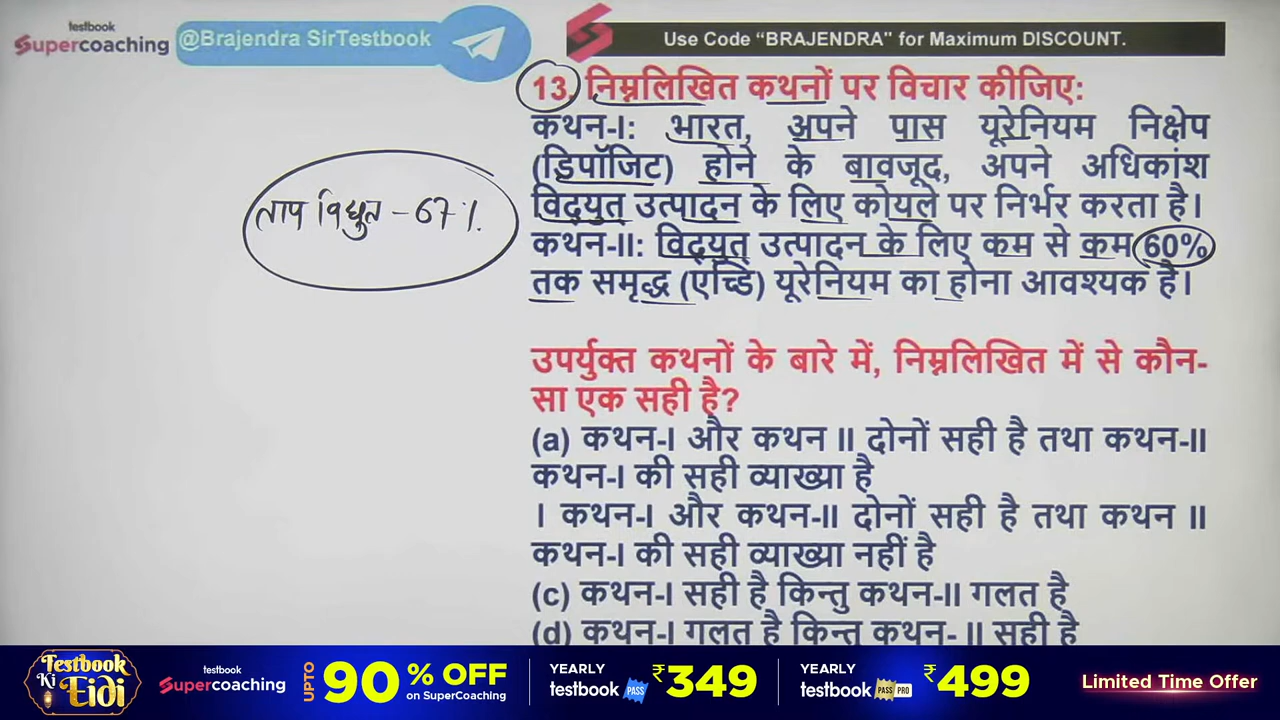 testbook
Supercoaching
@Brajendra SirTestbook
Use Code “BRAJENDRA" for Maximum DISCOUNT.
13. निम्नलिखित कथनों पर विचार कीजिए:
कथन-I: भारत, अपने पास यूरेनियम निक्षेप
(डिपॉजिट) होने के बावजूद, अपने अधिकांश
विद्युत उत्पादन के लिए कोयले पर निर्भर करता है।
कथन-II: विद्युत् उत्पादन के लिए कम से कम 60%
तक समृद्ध (एच्डि) यूरेनियम का होना आवश्यक है।
ताप विद्युत – 67%.
उपर्युक्त कथनों के बारे में, निम्नलिखित में से कौन-
सा एक सही है?
(a) कथन-I और कथन II दोनों सही है तथा कथन-II
कथन-I की सही व्याख्या है
। कथन-I और कथन-II दोनों सही है तथा कथन II
कथन-I की सही व्याख्या नहीं है
(c) कथन-I सही है किन्तु कथन-II गलत है
(d) कथन-I गलत है किन्तु कथन- II सही है
Testbook Ki Eidi
testbook
Supercoaching
UPTO 90% OFF
on SuperCoaching
YEARLY
testbook PASS
₹349
YEARLY
testbook PASS PRO
₹499
Limited Time Offer